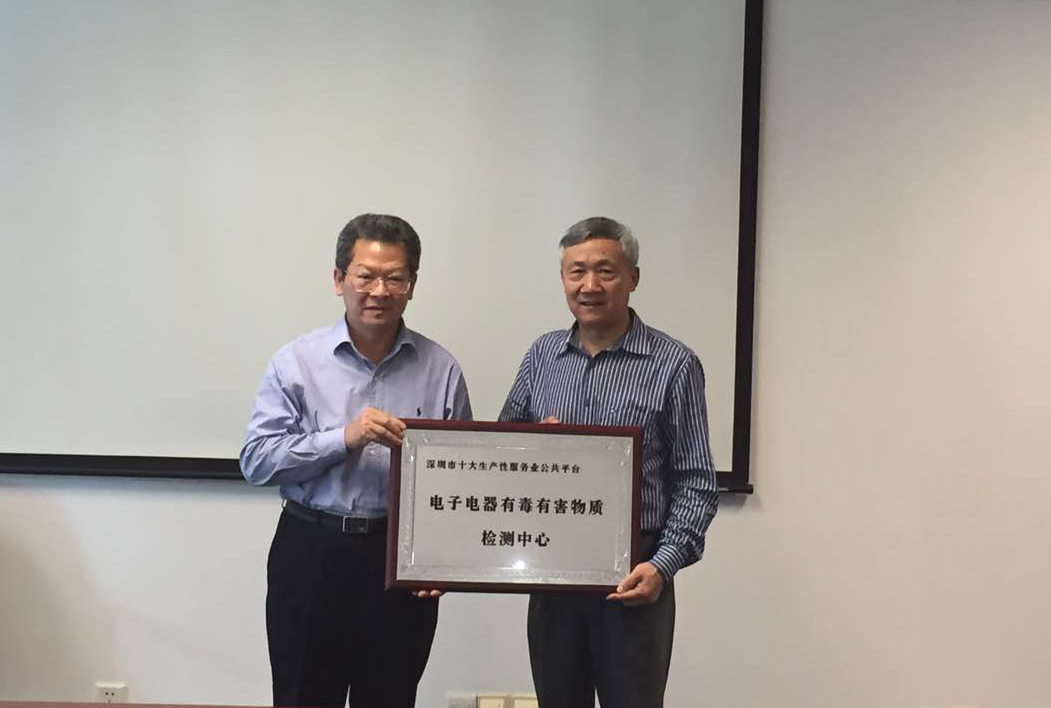 深圳市十大生产性服务业公共平台
电子电器有毒有害物质
检测中心